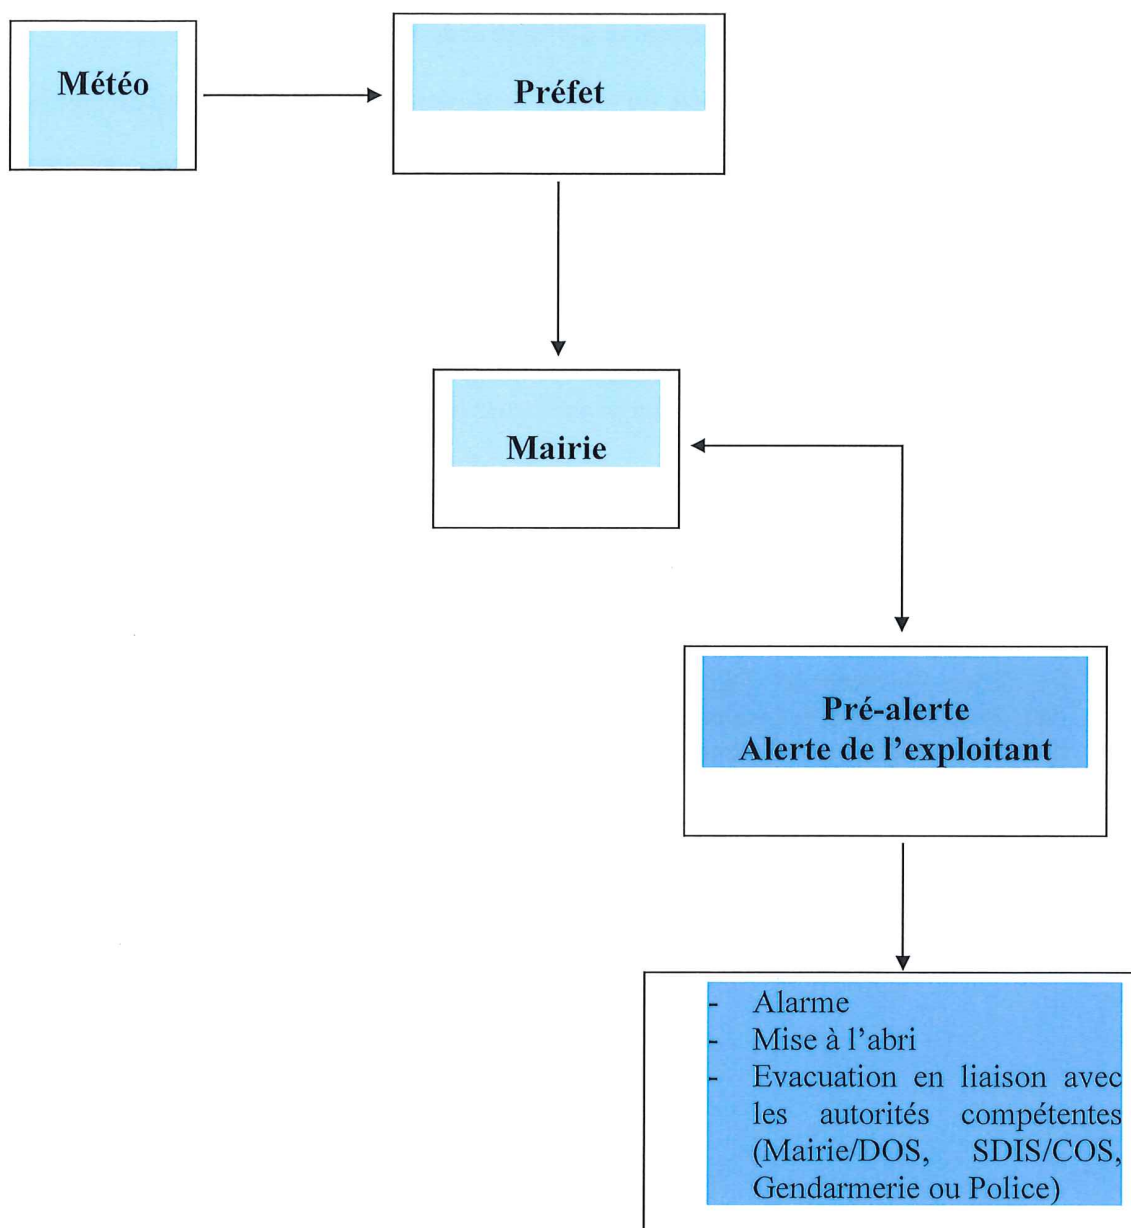 Météo
Préfet
Mairie
Pré-alerte
Alerte de l’exploitant
- Alarme
- Mise à l’abri
- Evacuation en liaison avec
les autorités compétentes
(Mairie/DOS, SDIS/COS,
Gendarmerie ou Police)